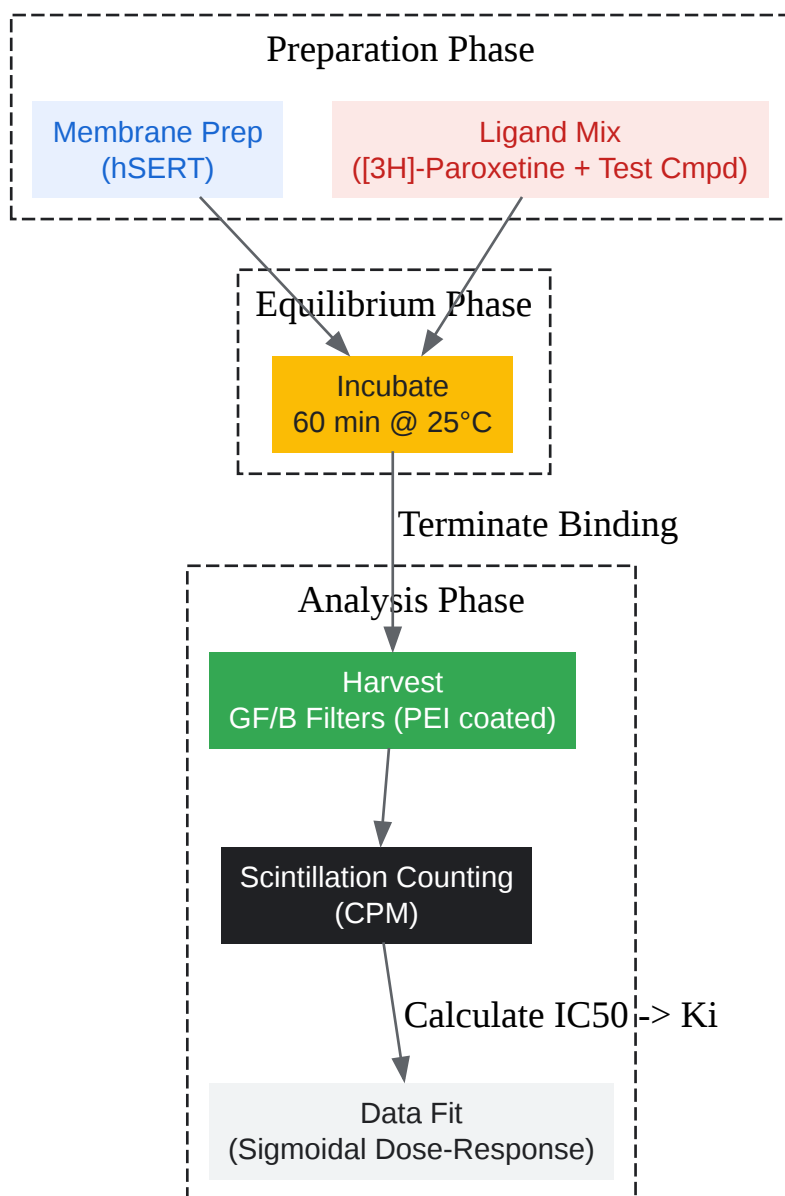 Preparation Phase
Membrane Prep
(hSERT)
Ligand Mix
([3H]-Paroxetine + Test Cmpd)
Equilibrium Phase
Incubate
60 min @ 25°C
Terminate Binding
Analysis Phase
Harvest
GF/B Filters (PEI coated)
Scintillation Counting
(CPM)
Calculate IC50 -> Ki
Data Fit
(Sigmoidal Dose-Response)